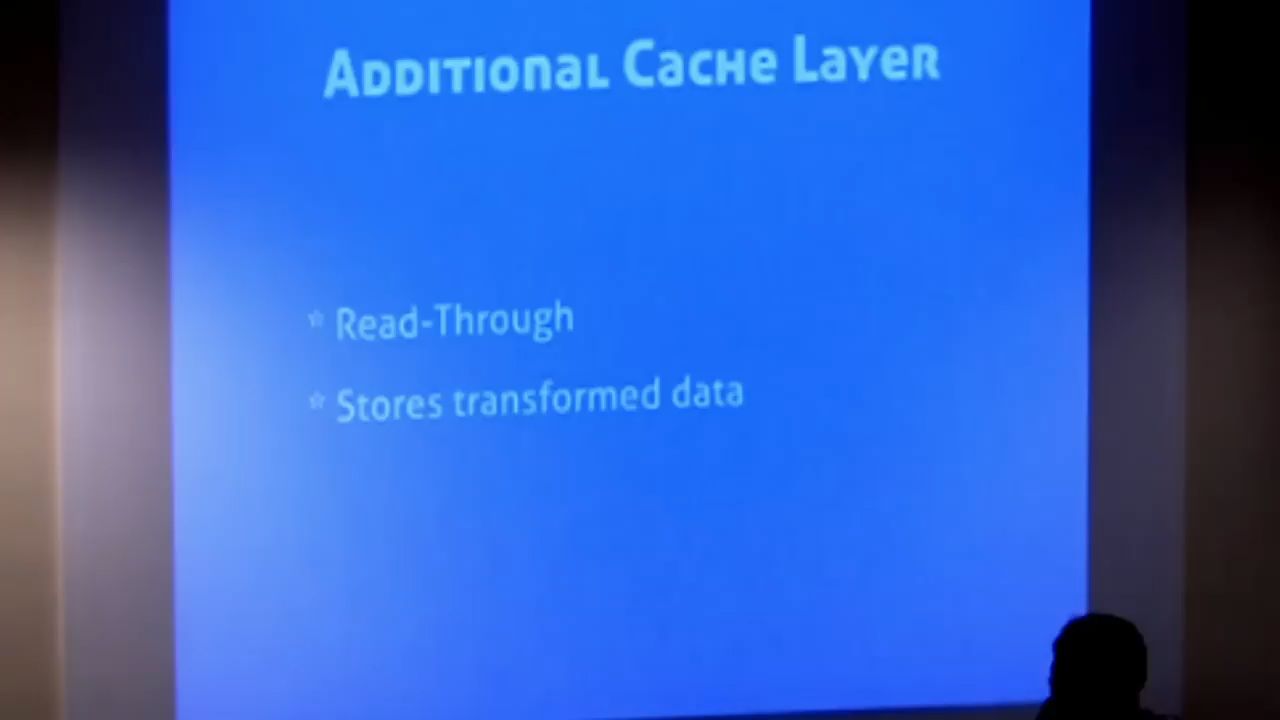 Additional Cache Layer
* Read-Through
* Stores transformed data